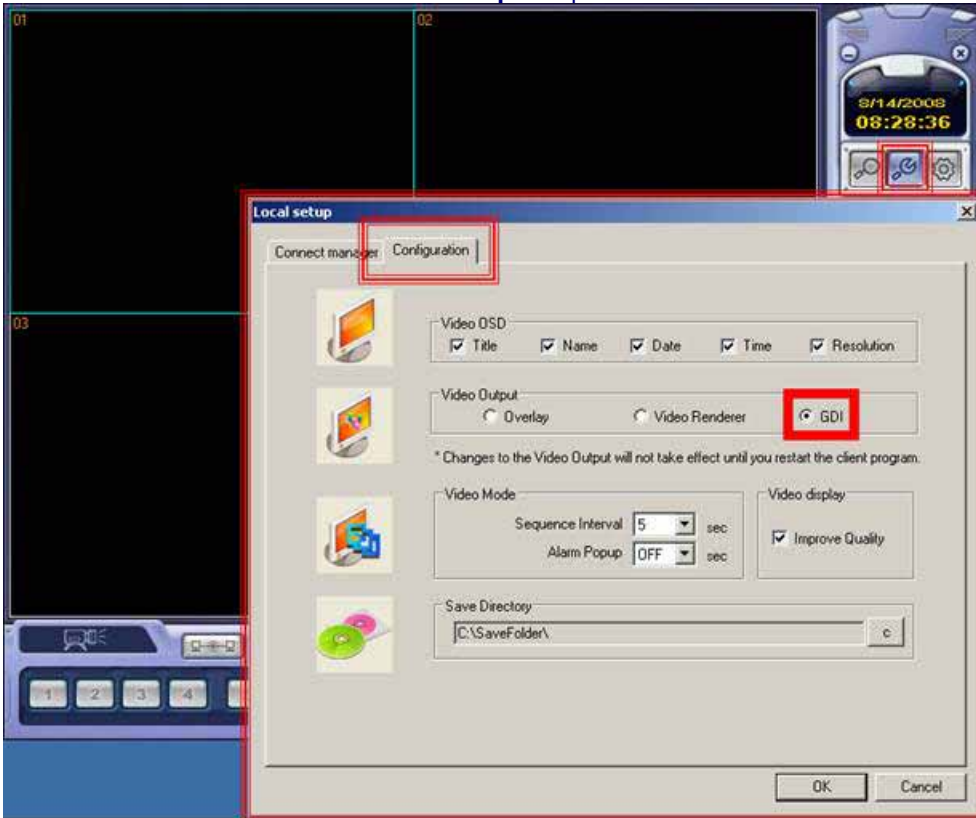 01
02
8/14/2008
08:28:36
Local setup
Connect manager
Configuration
03
Video OSD
Title Name Date Time Resolution
Video Output
Overlay Video Renderer GDI
* Changes to the Video Output will not take effect until you restart the client program.
Video Mode
Sequence Interval 5 sec
Alarm Popup OFF sec
Video display
Improve Quality
Save Directory
C:\SaveFolder\
c
1 2 3 4
OK Cancel